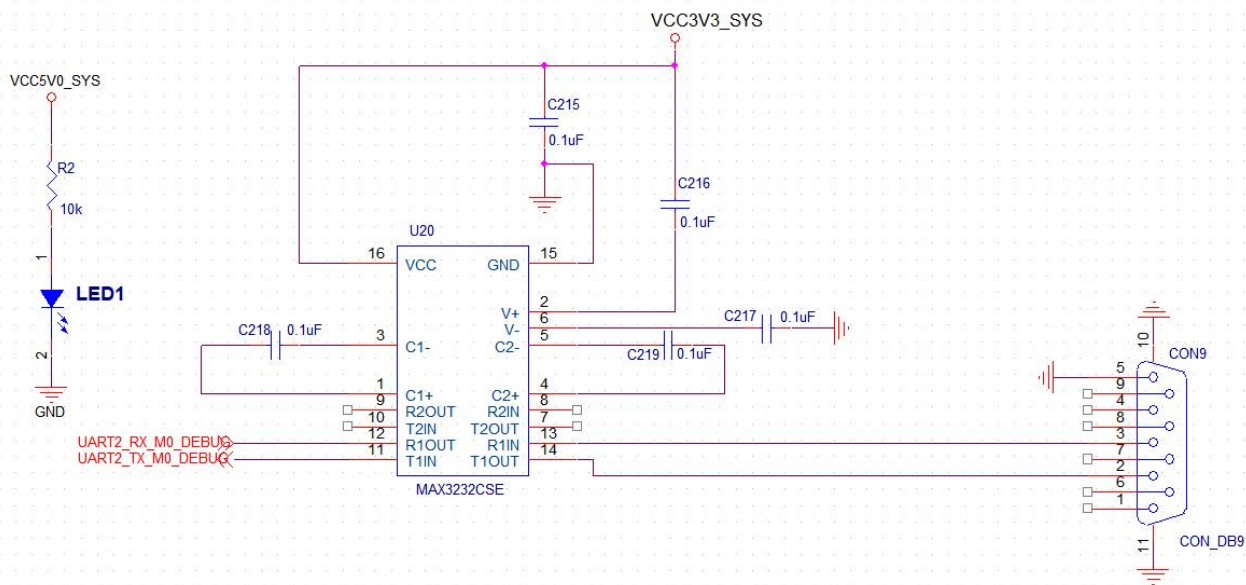 VCC3V3_SYS
VCC5V0_SYS
C215
0.1uF
R2
10k
C216
0.1uF
U20
16
VCC
GND
15
1
LED1
2
V+
2
V-
6
C217
0.1uF
C218
0.1uF
3
C1-
C2-
5
C219
0.1uF
2
GND
1
C1+
C2+
4
9
R2OUT
R2IN
8
10
T2IN
T2OUT
7
UART2_RX_M0_DEBUG
12
R1OUT
R1IN
13
UART2_TX_M0_DEBUG
11
T1IN
T1OUT
14
MAX3232CSE
10
CON9
5
9
4
8
3
7
2
6
1
11
CON_DB9